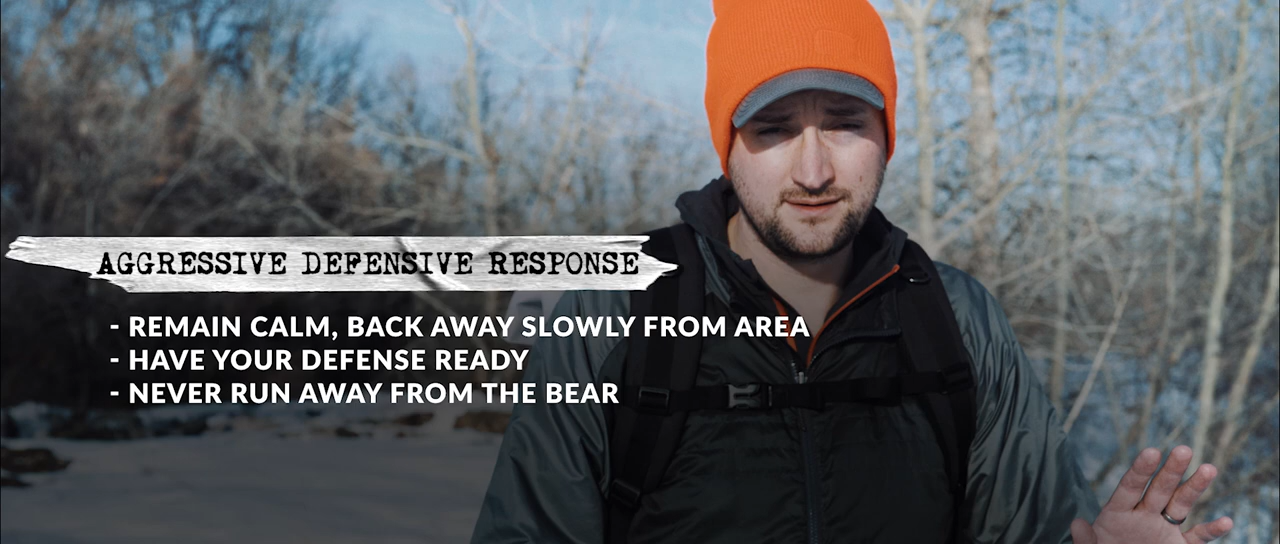 AGGRESSIVE DEFENSIVE RESPONSE
- REMAIN CALM, BACK AWAY SLOWLY FROM AREA
- HAVE YOUR DEFENSE READY
- NEVER RUN AWAY FROM THE BEAR